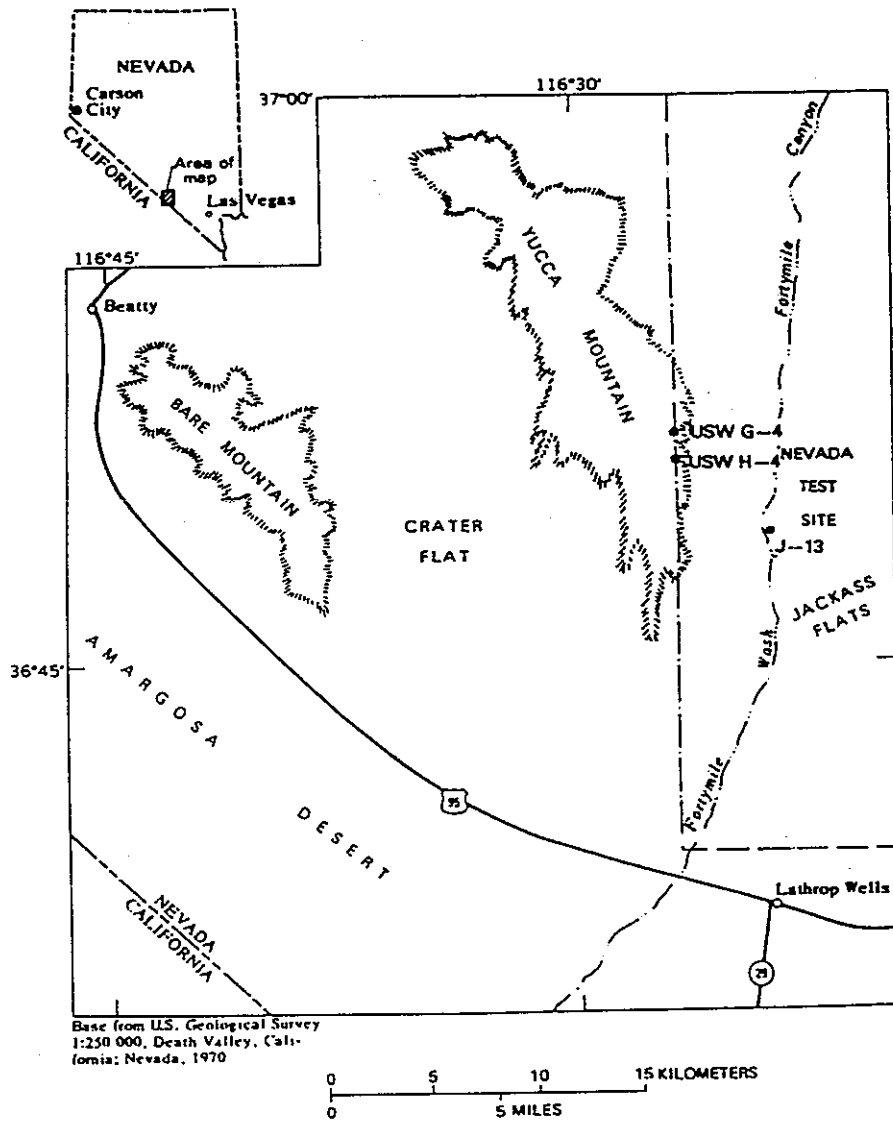 NEVADA
Carson
City
CALIFORNIA
Area of
map
Las Vegas
116°30'
37°00'
116°45'
Beatty
YUCCA
MOUNTAIN
BARE
MOUNTAIN
CRATER
FLAT
Canyon
Fortymile
USW G-4
USW H-4
NEVADA
TEST
SITE
J-13
JACKASS
FLATS
Wash
Fortymile
36°45'
AMARGOSA
DESERT
95
Lathrop Wells
29
NEVADA
CALIFORNIA
Base from U.S. Geological Survey
1:250 000, Death Valley, Cali-
fornia; Nevada, 1970
0 5 10 15 KILOMETERS
0 5 MILES